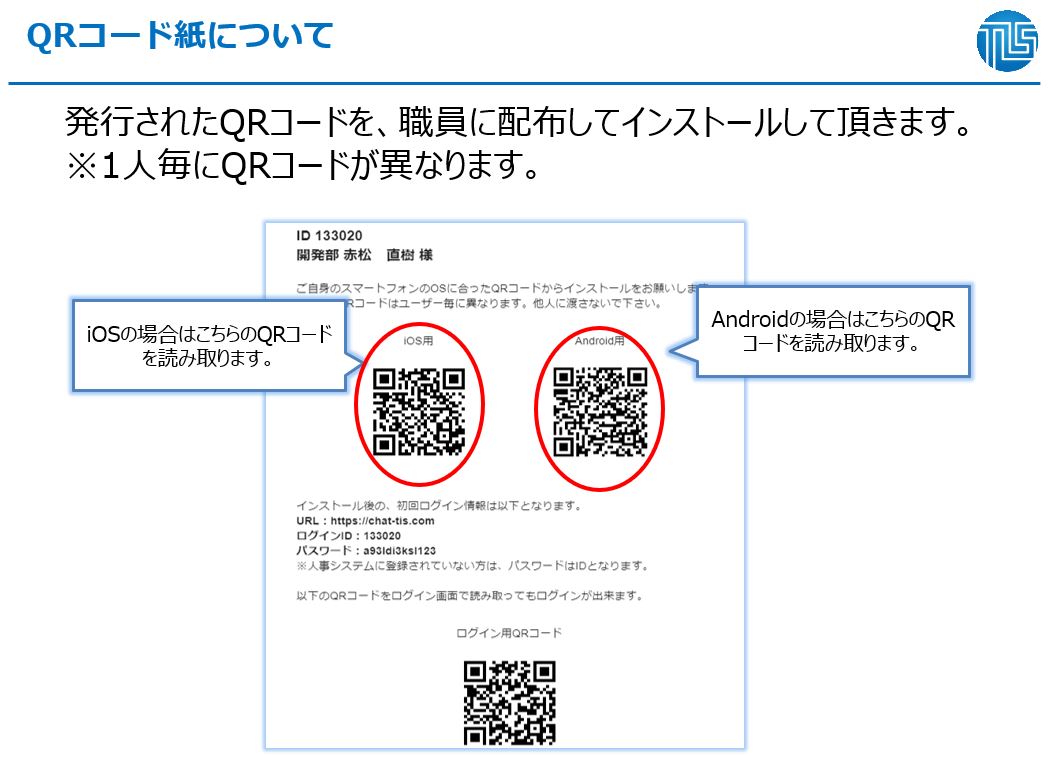 QRコード紙について
TIS
発行されたQRコードを、職員に配布してインストールして頂きます。
※1人毎にQRコードが異なります。
ID 133020
開発部 赤松　直樹 様
ご自身のスマートフォンのOSに合ったQRコードからインストールをお願いします
Rコードはユーザー毎に異なります。他人に渡さないで下さい。
iOSの場合はこちらのQRコード
を読み取ります。
Androidの場合はこちらのQR
コードを読み取ります。
iOS用
Android用
インストール後の、初回ログイン情報は以下となります。
URL：https://chat-tis.com
ログインID：133020
パスワード：a93ldi3ksl123
※人事システムに登録されていない方は、パスワードはIDとなります。
以下のQRコードをログイン画面で読み取ってもログインが出来ます。
ログイン用QRコード